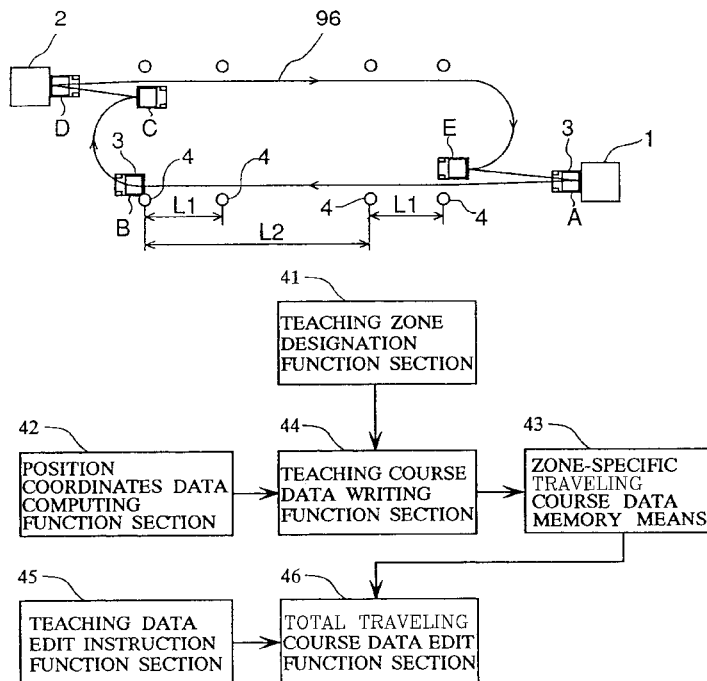 2
96
D
C
E
3
1
3
4
4
B
A
4
4
L1
L1
L2
41
TEACHING ZONE
DESIGNATION
FUNCTION SECTION
42
POSITION
COORDINATES DATA
COMPUTING
FUNCTION SECTION
44
TEACHING COURSE
DATA WRITING
FUNCTION SECTION
43
ZONE-SPECIFIC
TRAVELING
COURSE DATA
MEMORY MEANS
45
TEACHING DATA
EDIT INSTRUCTION
FUNCTION SECTION
46
TOTAL TRAVELING
COURSE DATA EDIT
FUNCTION SECTION